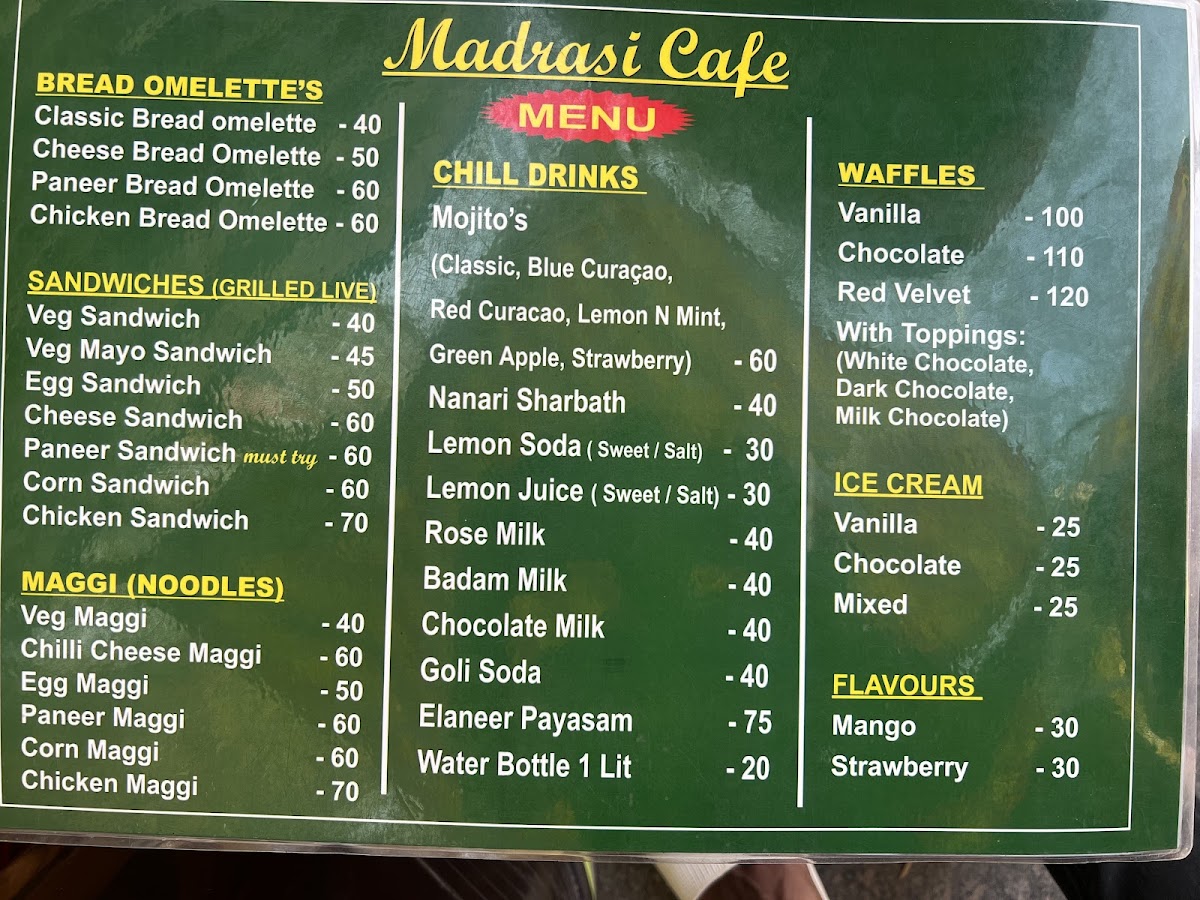 Madrasi Cafe
MENU
BREAD OMELETTE'S
Classic Bread omelette - 40
Cheese Bread Omelette - 50
Paneer Bread Omelette - 60
Chicken Bread Omelette - 60
SANDWICHES (GRILLED LIVE)
Veg Sandwich - 40
Veg Mayo Sandwich - 45
Egg Sandwich - 50
Cheese Sandwich - 60
Paneer Sandwich must try - 60
Corn Sandwich - 60
Chicken Sandwich - 70
MAGGI (NOODLES)
Veg Maggi - 40
Chilli Cheese Maggi - 60
Egg Maggi - 50
Paneer Maggi - 60
Corn Maggi - 60
Chicken Maggi - 70
CHILL DRINKS
Mojito's
(Classic, Blue Curaçao,
Red Curacao, Lemon N Mint,
Green Apple, Strawberry) - 60
Nanari Sharbath - 40
Lemon Soda ( Sweet / Salt) - 30
Lemon Juice ( Sweet / Salt) - 30
Rose Milk - 40
Badam Milk - 40
Chocolate Milk - 40
Goli Soda - 40
Elaneer Payasam - 75
Water Bottle 1 Lit - 20
WAFFLES
Vanilla - 100
Chocolate - 110
Red Velvet - 120
With Toppings:
(White Chocolate,
Dark Chocolate,
Milk Chocolate)
ICE CREAM
Vanilla - 25
Chocolate - 25
Mixed - 25
FLAVOURS
Mango - 30
Strawberry - 30